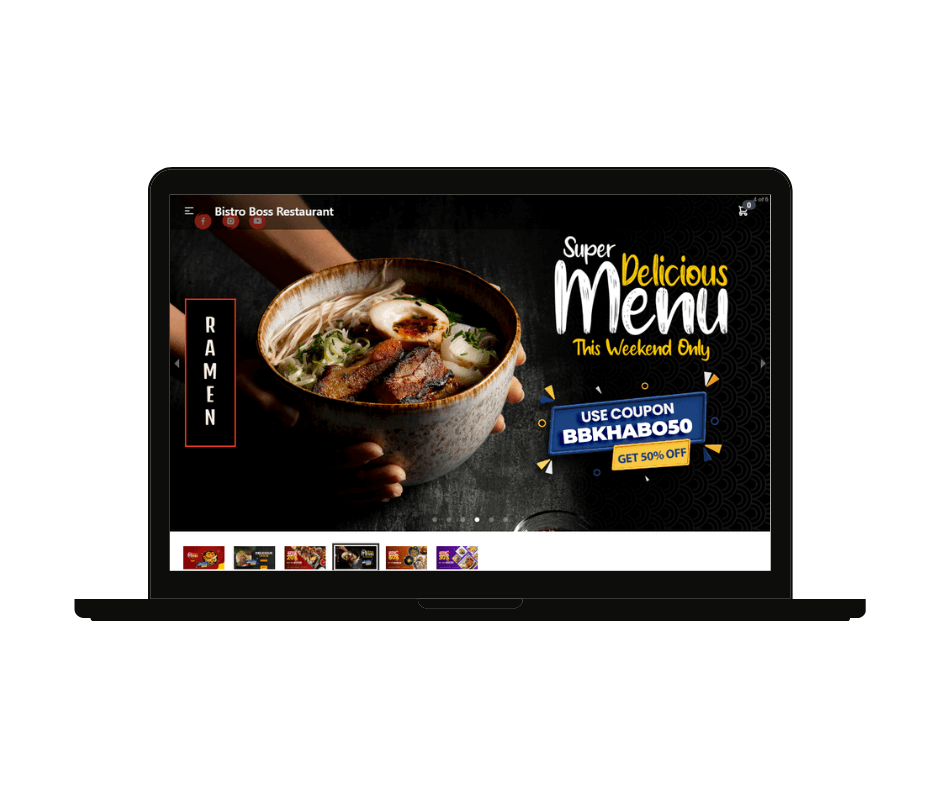 Bistro Boss Restaurant
0
4 of 6
RAMEN
Super
Delicious
Menu
This Weekend Only
USE COUPON
BBKHABO50
GET 50% OFF